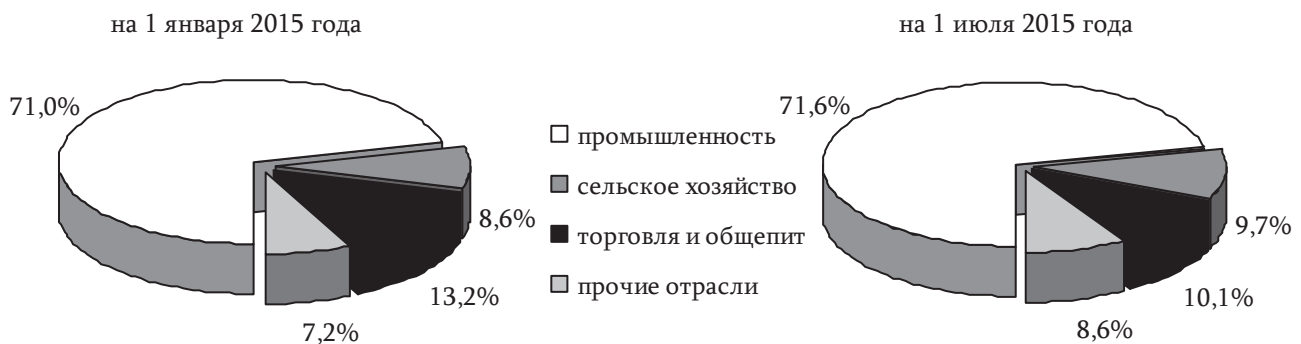 на 1 января 2015 года
71,0%
8,6%
13,2%
7,2%
промышленность
сельское хозяйство
торговля и общепит
прочие отрасли
на 1 июля 2015 года
71,6%
9,7%
10,1%
8,6%